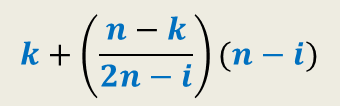 k + (n − k / 2n − i) (n − i)